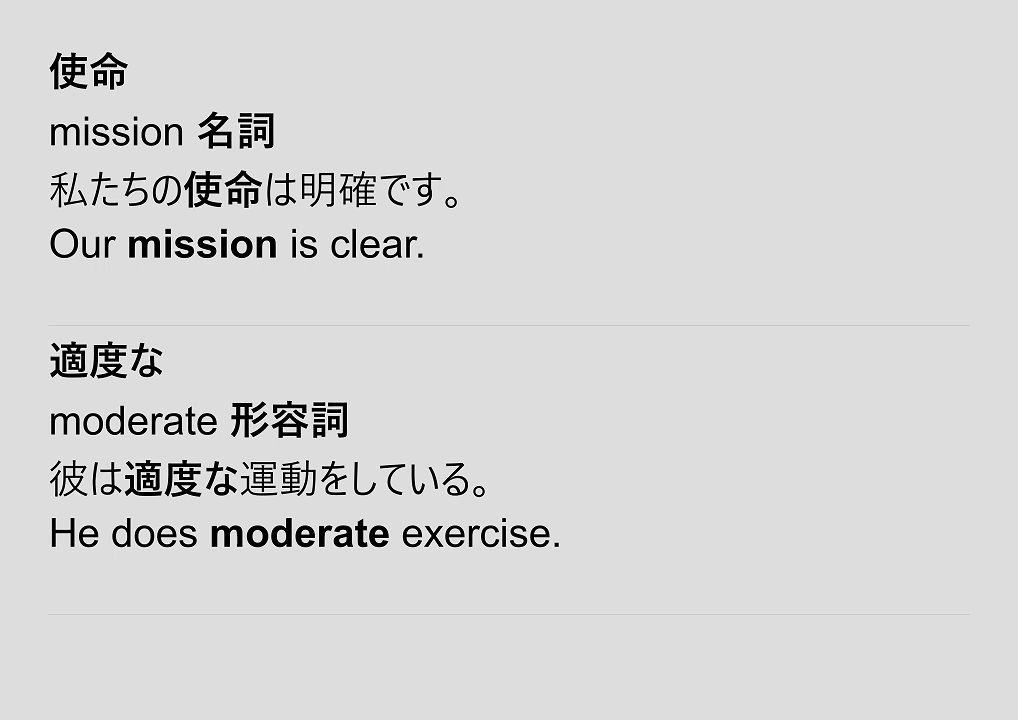 使命
mission 名詞
私たちの使命は明確です。
Our mission is clear.
適度な
moderate 形容詞
彼は適度な運動をしている。
He does moderate exercise.